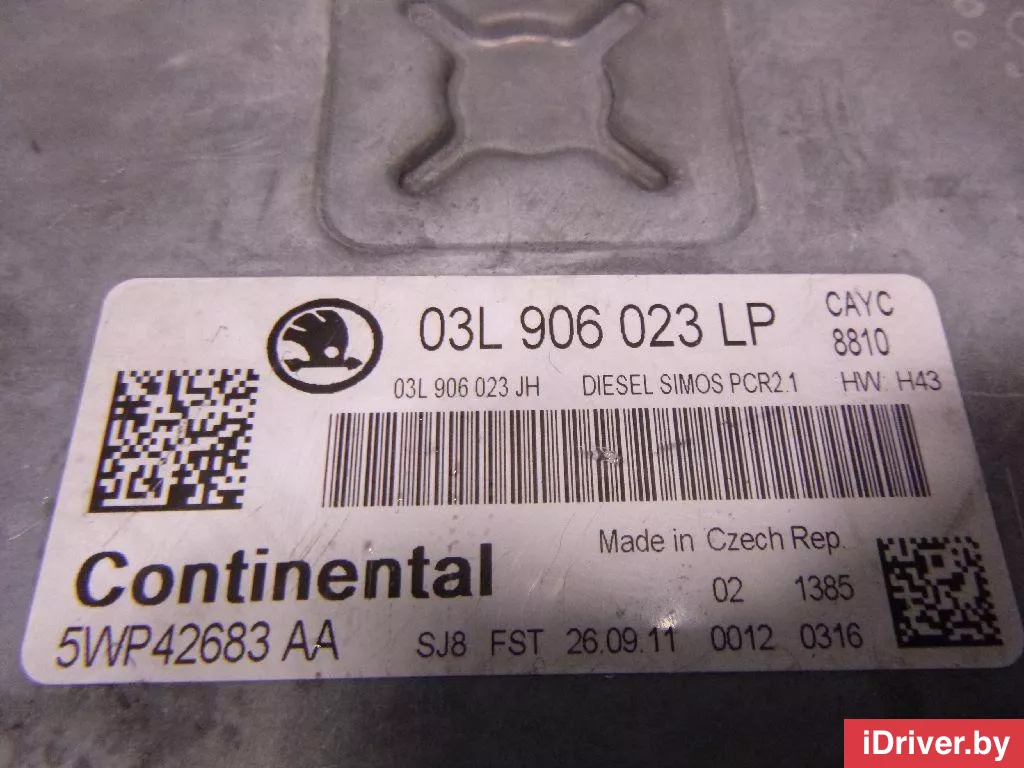 03L 906 023 LP CAYC
8810
03L 906 023 JH DIESEL SIMOS PCR2.1 HW: H43
Made in Czech Rep.
Continental 02 1385
5WP42683 AA SJ8 FST 26.09.11 0012 0316
iDriver.by